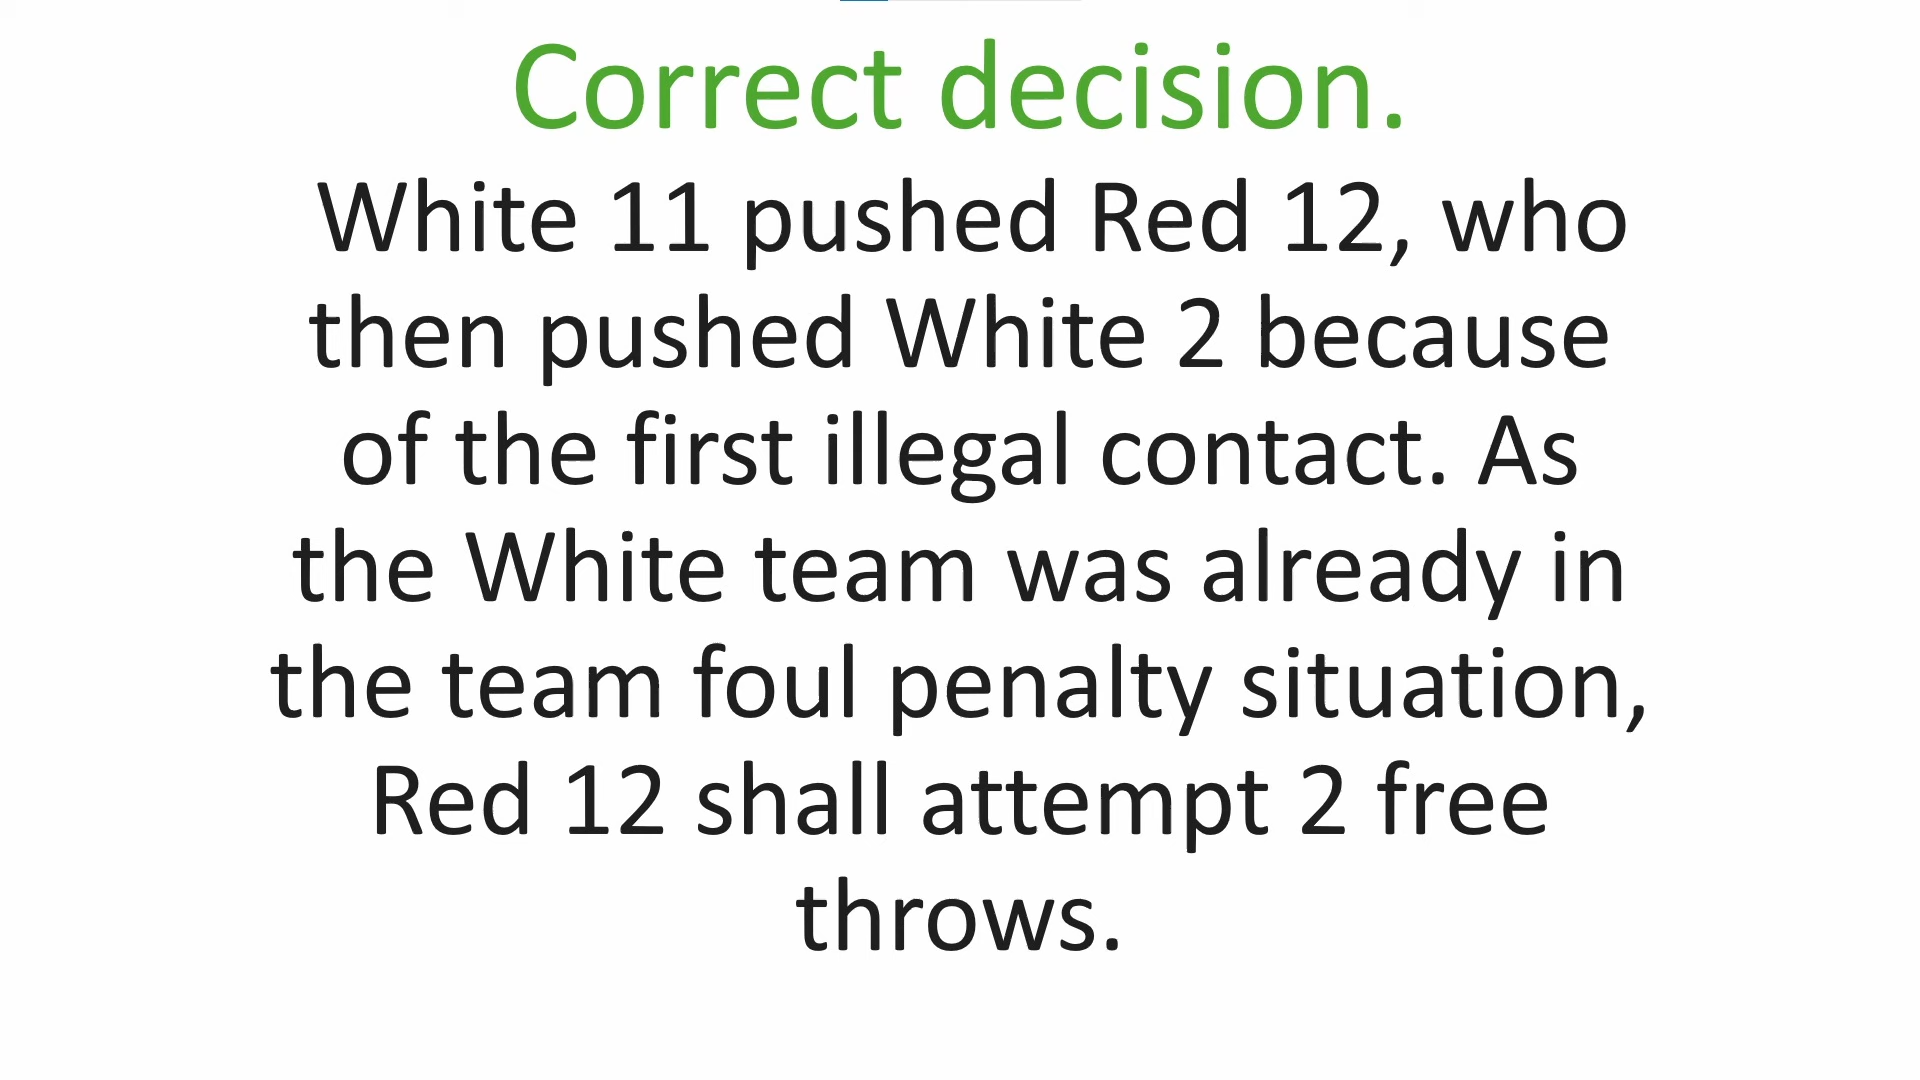 Correct decision.
White 11 pushed Red 12, who
then pushed White 2 because
of the first illegal contact. As
the White team was already in
the team foul penalty situation,
Red 12 shall attempt 2 free
throws.